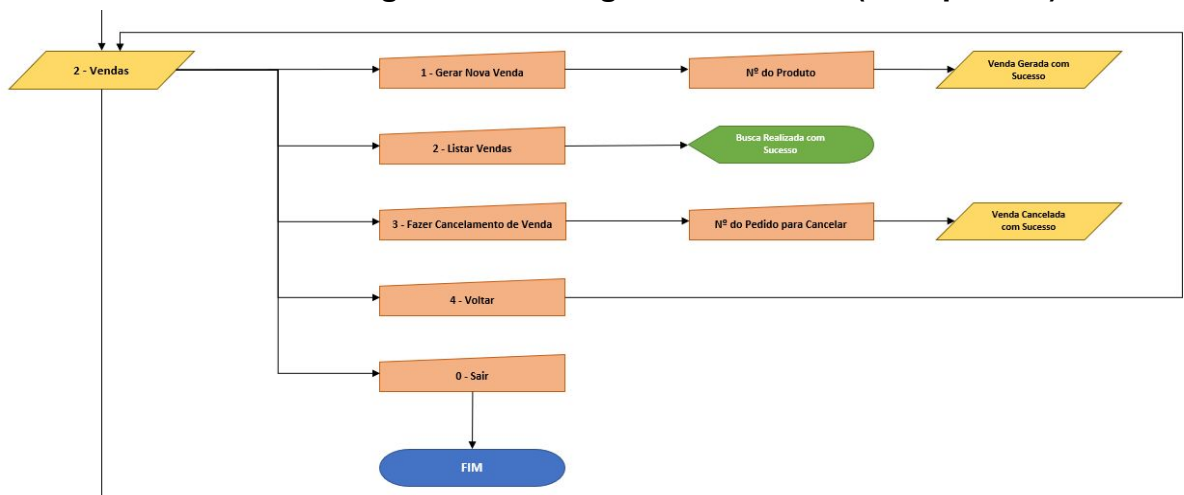 2 - Vendas
1 - Gerar Nova Venda
Nº do Produto
Venda Gerada com
Sucesso
2 - Listar Vendas
Busca Realizada com
Sucesso
3 - Fazer Cancelamento de Venda
Nº do Pedido para Cancelar
Venda Cancelada
com Sucesso
4 - Voltar
0 - Sair
FIM